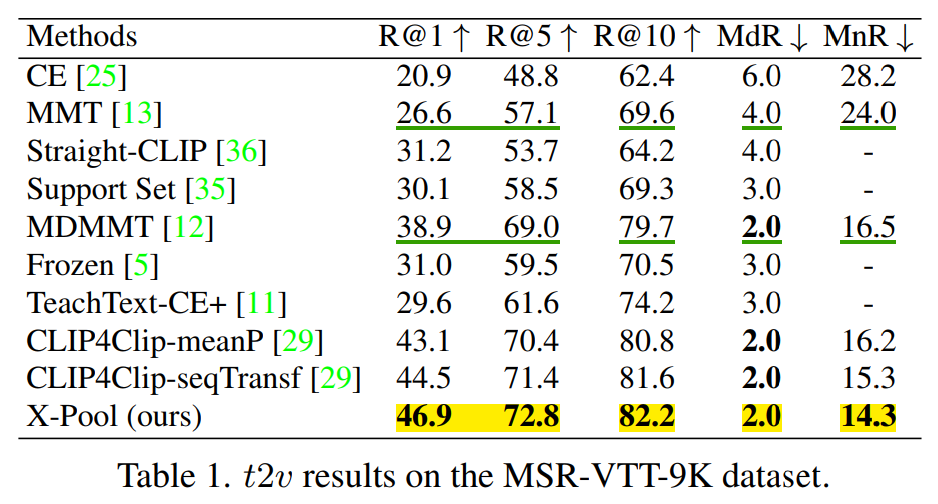 Methods R@1 ↑ R@5 ↑ R@10 ↑ MdR ↓ MnR ↓
CE [25] 20.9 48.8 62.4 6.0 28.2
MMT [13] 26.6 57.1 69.6 4.0 24.0
Straight-CLIP [36] 31.2 53.7 64.2 4.0 -
Support Set [35] 30.1 58.5 69.3 3.0 -
MDMMT [12] 38.9 69.0 79.7 2.0 16.5
Frozen [5] 31.0 59.5 70.5 3.0 -
TeachText-CE+ [11] 29.6 61.6 74.2 3.0 -
CLIP4Clip-meanP [29] 43.1 70.4 80.8 2.0 16.2
CLIP4Clip-seqTransf [29] 44.5 71.4 81.6 2.0 15.3
X-Pool (ours) 46.9 72.8 82.2 2.0 14.3
Table 1. t2v results on the MSR-VTT-9K dataset.